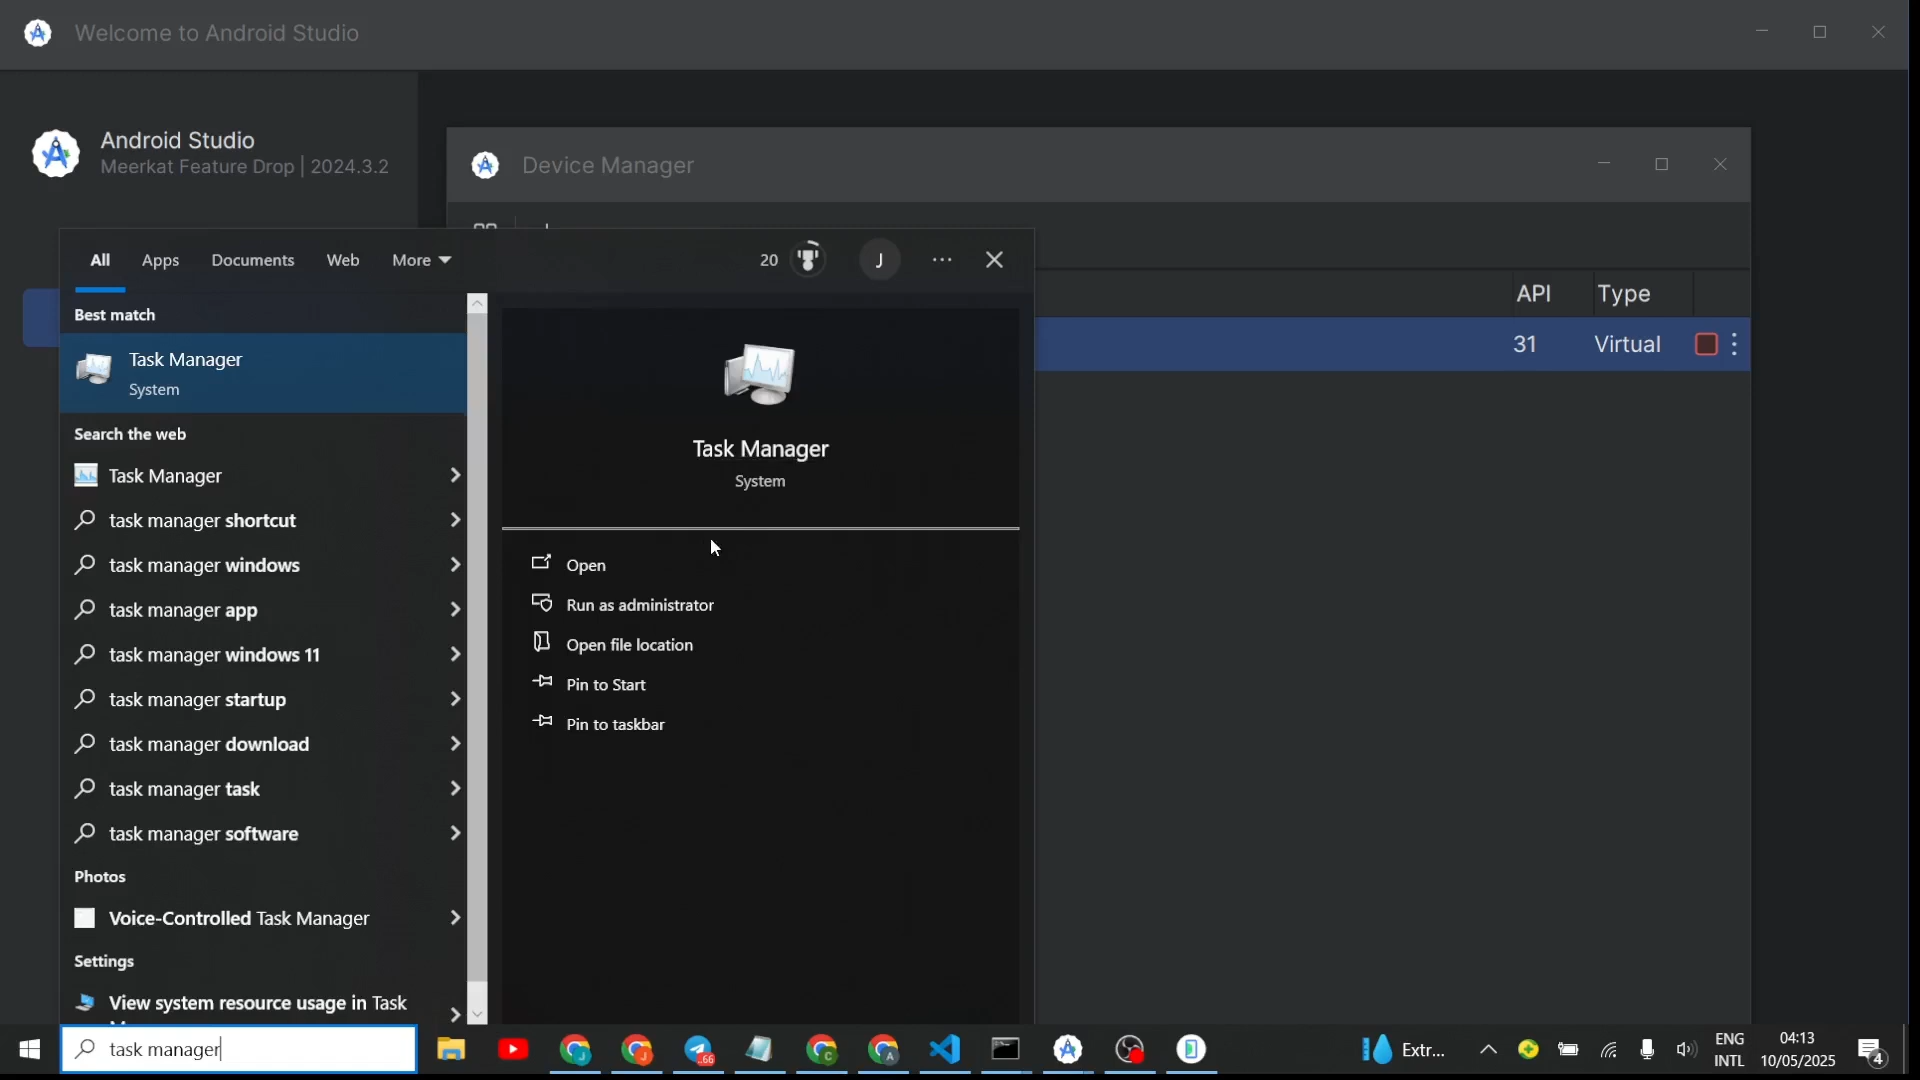 Welcome to Android Studio
Android Studio
Meerkat Feature Drop | 2024.3.2
Device Manager
API
Type
31
Virtual
All
Apps
Documents
Web
More
20
J
Best match
Task Manager
System
Search the web
Task Manager
task manager shortcut
task manager windows
task manager app
task manager windows 11
task manager startup
task manager download
task manager task
task manager software
Photos
Voice-Controlled Task Manager
Settings
View system resource usage in Task
Task Manager
System
Open
Run as administrator
Open file location
Pin to Start
Pin to taskbar
task manager
J
J
66
C
A
Extr...
ENG
INTL
04:13
10/05/2025
4